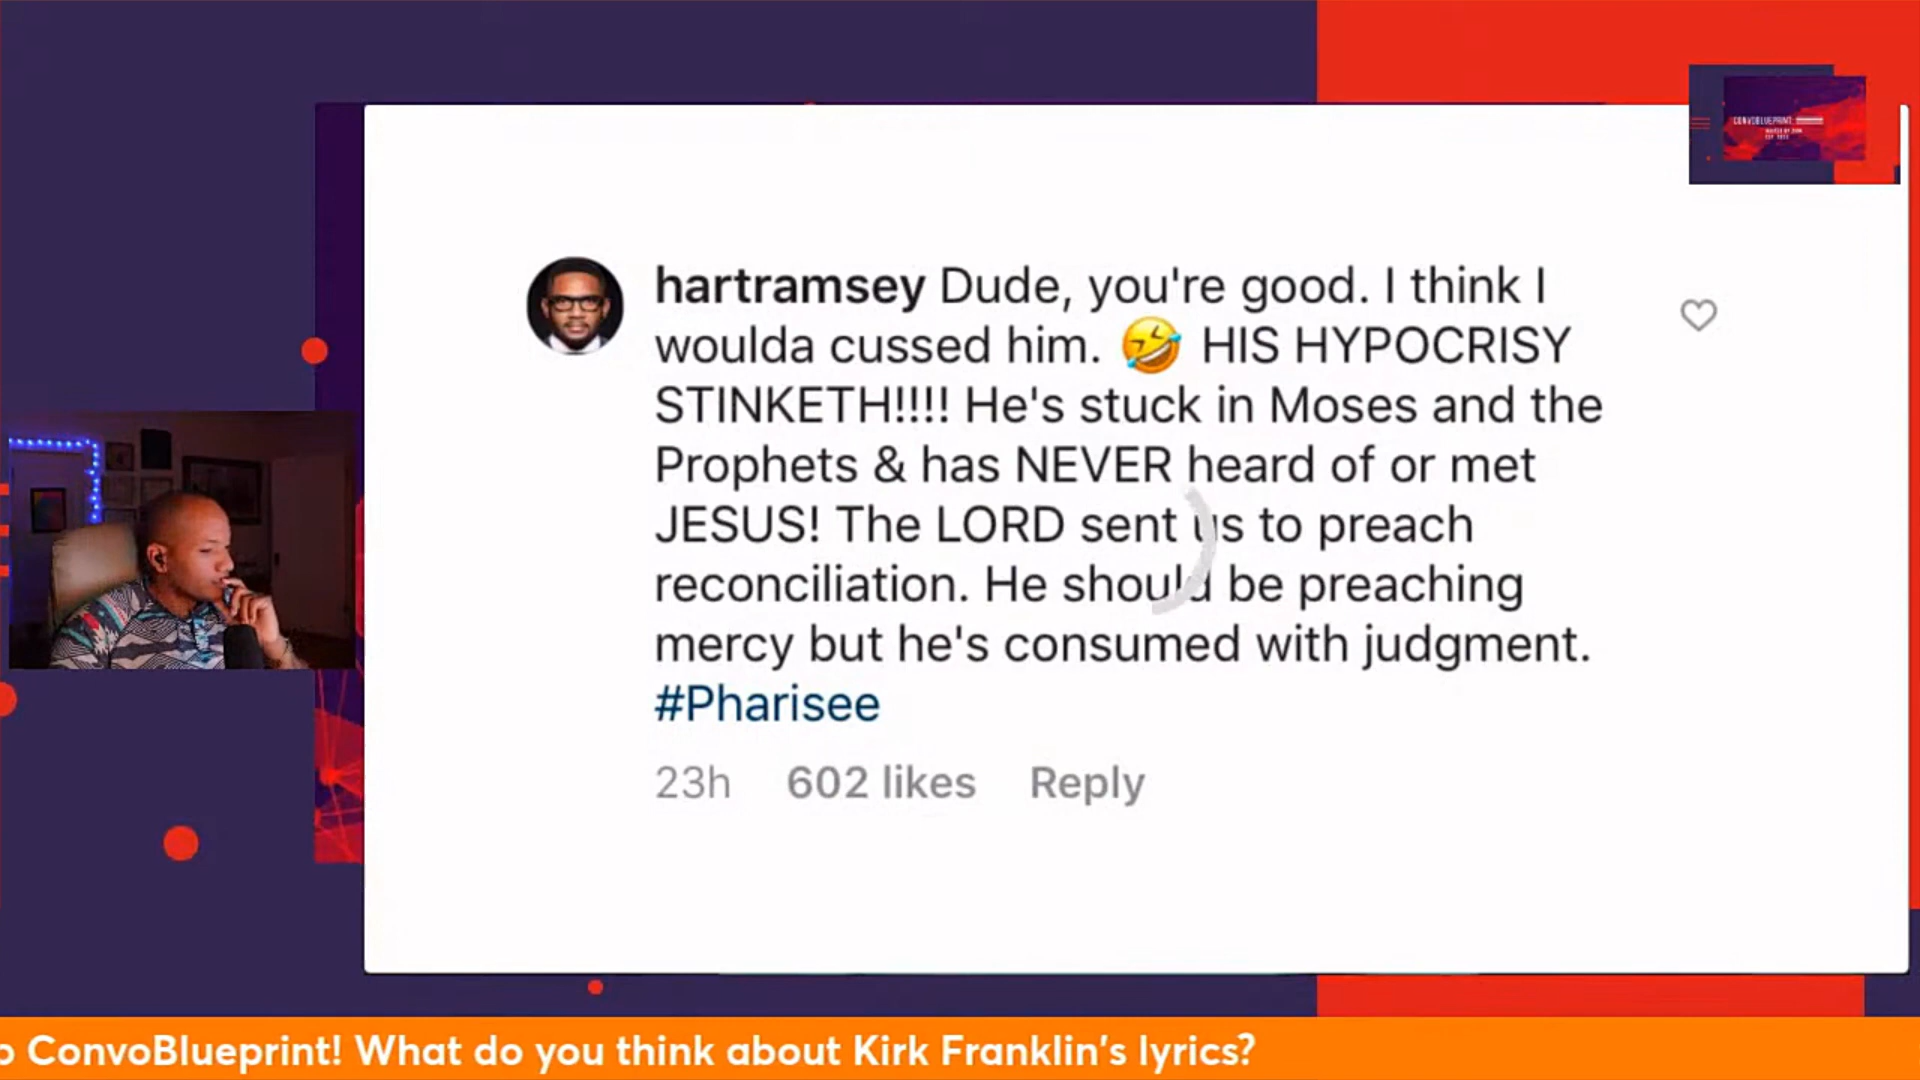 CONVOBLUEPRINT
hartramsey Dude, you're good. I think I
woulda cussed him. 🤣 HIS HYPOCRISY
STINKETH!!!! He's stuck in Moses and the
Prophets & has NEVER heard of or met
JESUS! The LORD sent us to preach
reconciliation. He should be preaching
mercy but he's consumed with judgment.
#Pharisee
23h 602 likes Reply
o ConvoBlueprint! What do you think about Kirk Franklin's lyrics?